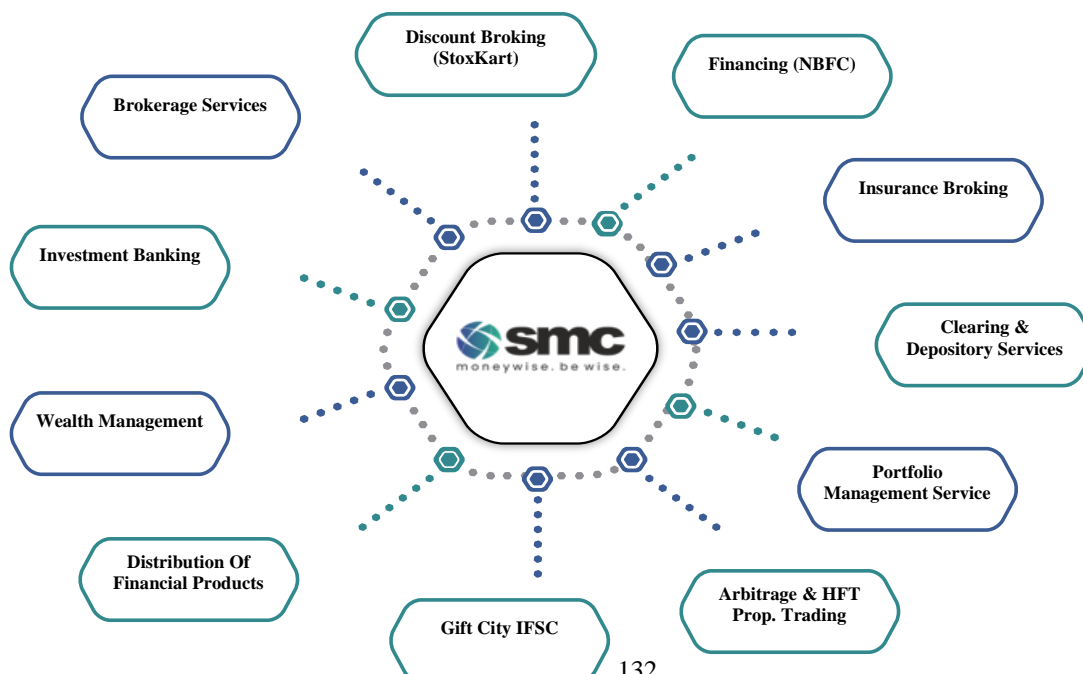 Discount Broking
(StoxKart)
Financing (NBFC)
Brokerage Services
Insurance Broking
Investment Banking
Clearing &
Depository Services
smc
moneywise. be wise.
Wealth Management
Portfolio
Management Service
Distribution Of
Financial Products
Arbitrage & HFT
Prop. Trading
Gift City IFSC
132